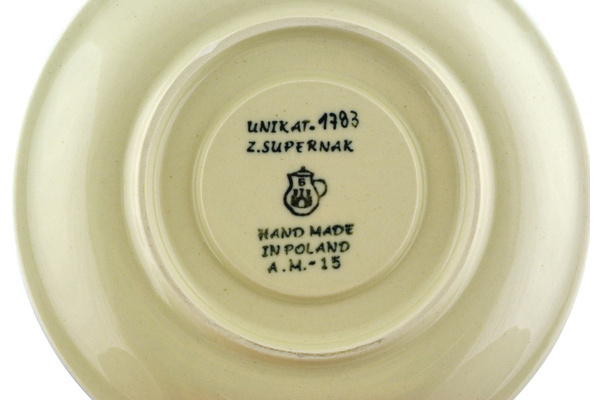 UNIKAT-1783
Z.SUPERNAK
B
HAND MADE
IN POLAND
A.M.-15